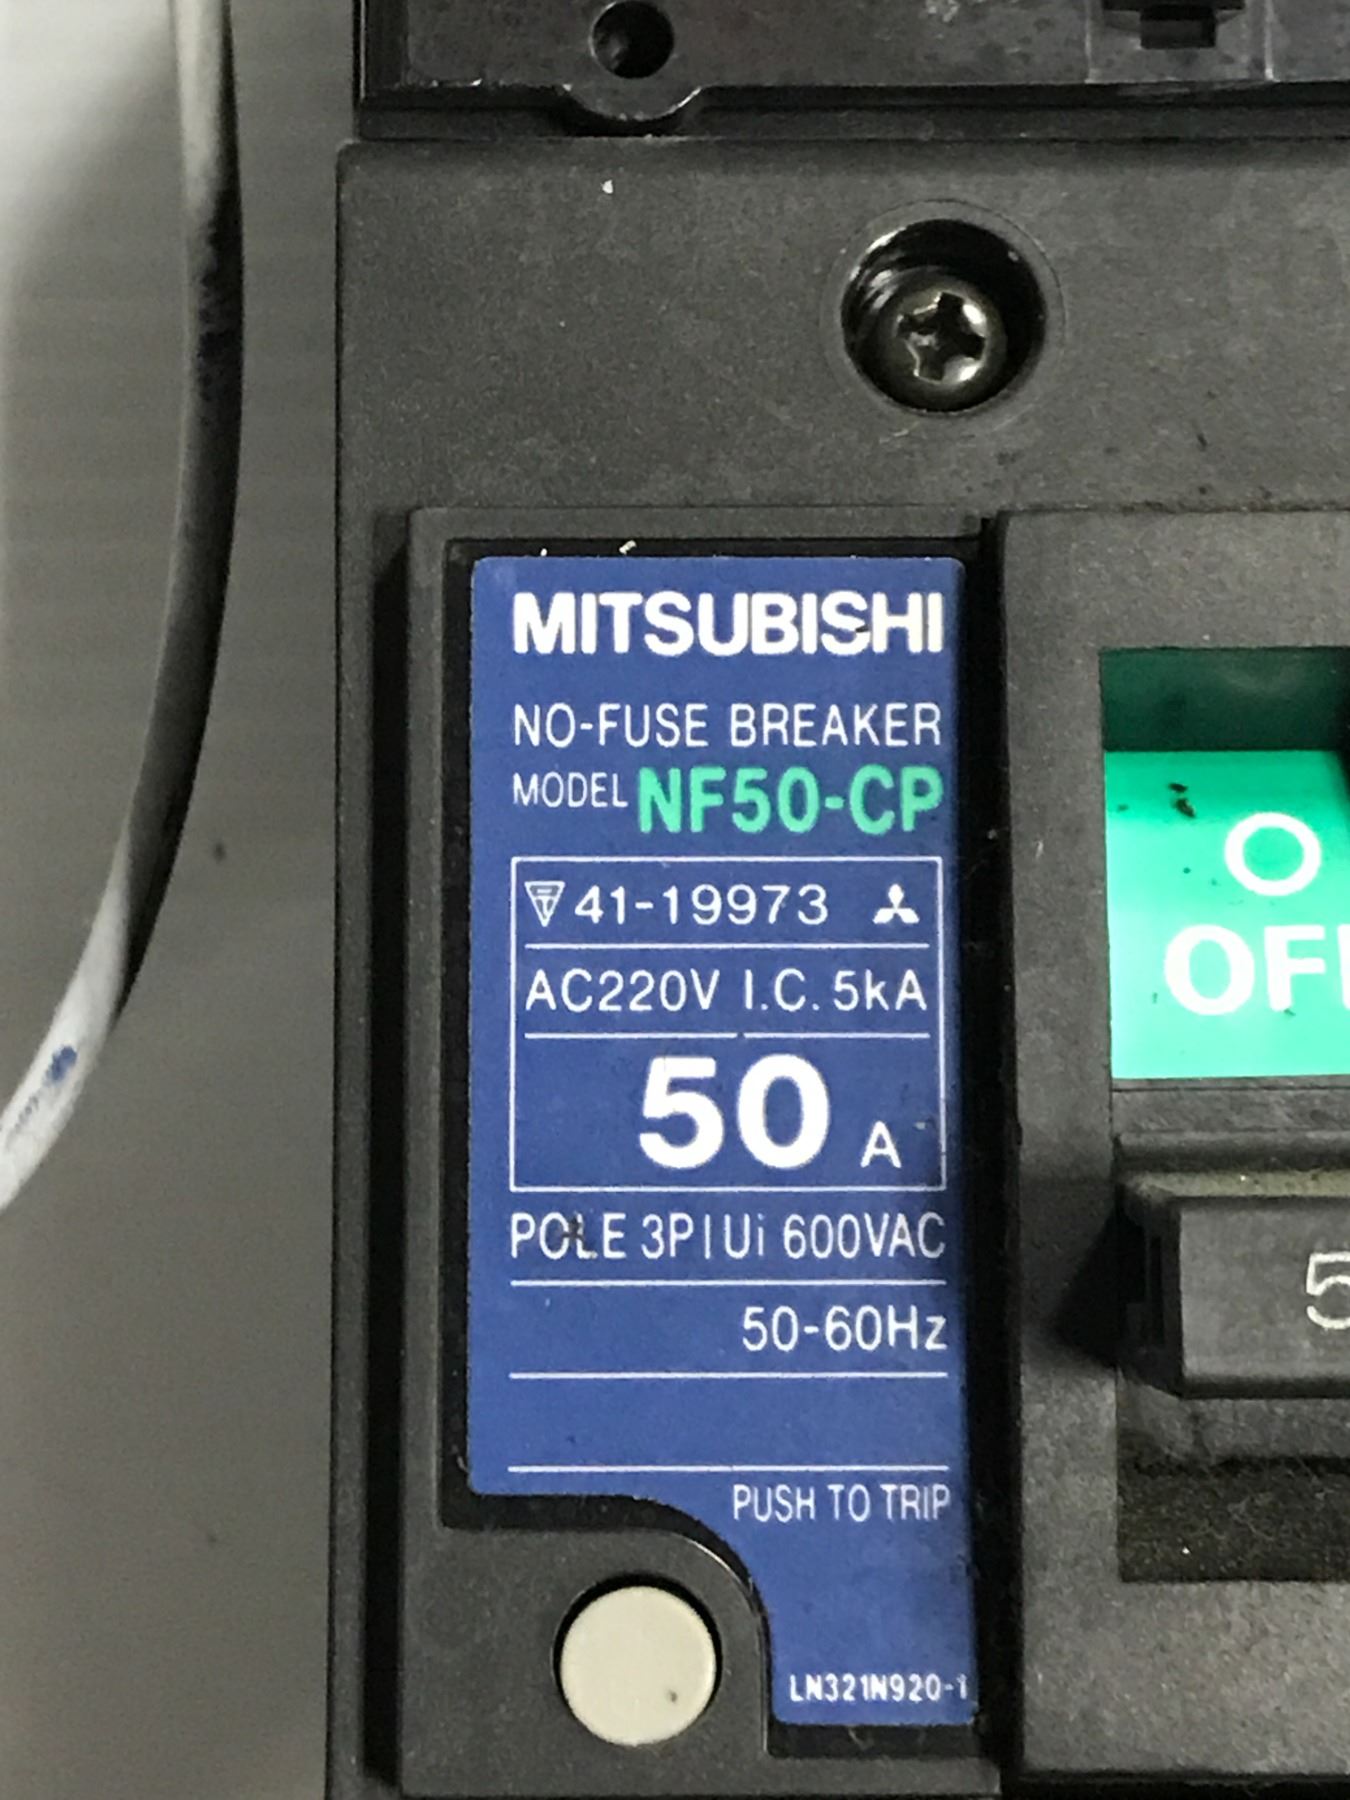 MITSUBISHI
NO-FUSE BREAKER
MODEL NF50-CP
41-19973
AC220V I.C. 5kA
50 A
POLE 3P | Ui 600VAC
50-60Hz
PUSH TO TRIP
LN321N920-1
O
5